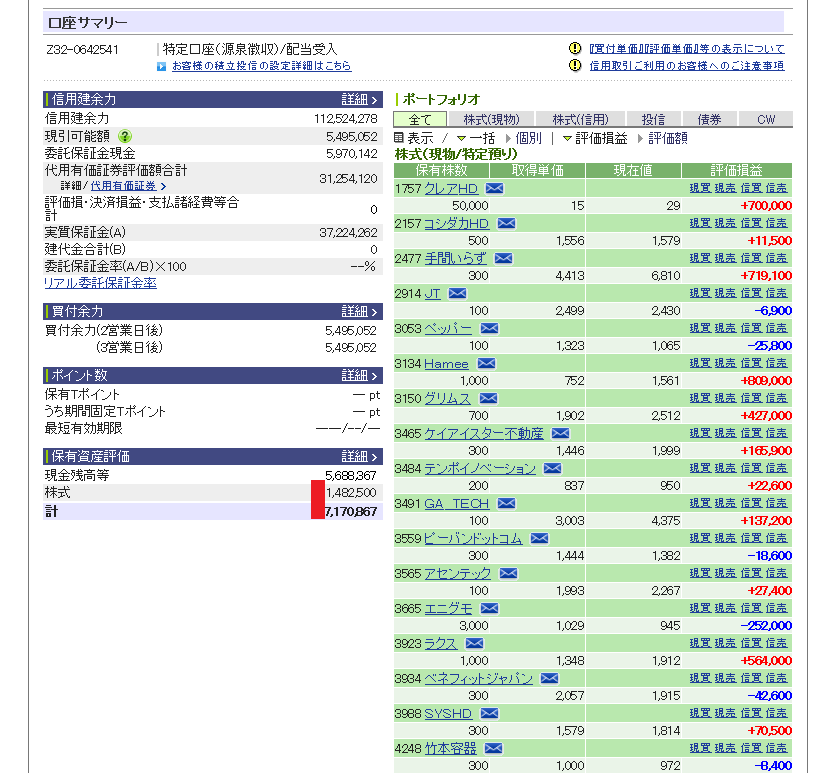 口座サマリー
Z32-0642541
特定口座(源泉徴収)/配当受入
お客様の積立投信の設定詳細はこちら
『買付単価』『評価単価』等の表示について
信用取引ご利用のお客様へのご注意事項
信用建余力 詳細 >
信用建余力 112,524,278
現引可能額 ? 5,495,052
委託保証金現金 5,970,142
代用有価証券評価額合計 31,254,120
詳細/代用有価証券 >
評価損・決済損益・支払諸経費等合
計 0
実質保証金(A) 37,224,262
建代金合計(B) 0
委託保証金率(A/B)×100 --%
リアル委託保証金率
買付余力 詳細 >
買付余力(2営業日後) 5,495,052
(3営業日後) 5,495,052
ポイント数 詳細 >
保有Tポイント — pt
うち期間固定Tポイント — pt
最短有効期限 ——/--/—
保有資産評価 詳細 >
現金残高等 5,688,367
株式 1,482,500
計 7,170,867
ポートフォリオ
全て 株式(現物) 株式(信用) 投信 債券 CW
表示 / 一括 個別 | 評価損益 評価額
株式(現物/特定預り)
保有株数 取得単価 現在値 評価損益
1757 クレアHD 現買 現売 信買 信売
50,000 15 29 +700,000
2157 コシダカHD 現買 現売 信買 信売
500 1,556 1,579 +11,500
2477 手間いらず 現買 現売 信買 信売
300 4,413 6,810 +719,100
2914 JT 現買 現売 信買 信売
100 2,499 2,430 -6,900
3053 ペッパー 現買 現売 信買 信売
100 1,323 1,065 -25,800
3134 Hamee 現買 現売 信買 信売
1,000 752 1,561 +809,000
3150 グリムス 現買 現売 信買 信売
700 1,902 2,512 +427,000
3465 ケイアイスター不動産 現買 現売 信買 信売
300 1,446 1,999 +165,900
3484 テンポイノベーション 現買 現売 信買 信売
200 837 950 +22,600
3491 GA TECH 現買 現売 信買 信売
100 3,003 4,375 +137,200
3559 ピーバンドットコム 現買 現売 信買 信売
300 1,444 1,382 -18,600
3565 アセンテック 現買 現売 信買 信売
100 1,993 2,267 +27,400
3665 エニグモ 現買 現売 信買 信売
3,000 1,029 945 -252,000
3923 ラクス 現買 現売 信買 信売
1,000 1,348 1,912 +564,000
3934 ベネフィットジャパン 現買 現売 信買 信売
300 2,057 1,915 -42,600
3988 SYSHD 現買 現売 信買 信売
300 1,579 1,814 +70,500
4248 竹本容器 現買 現売 信買 信売
300 1,000 972 -8,400